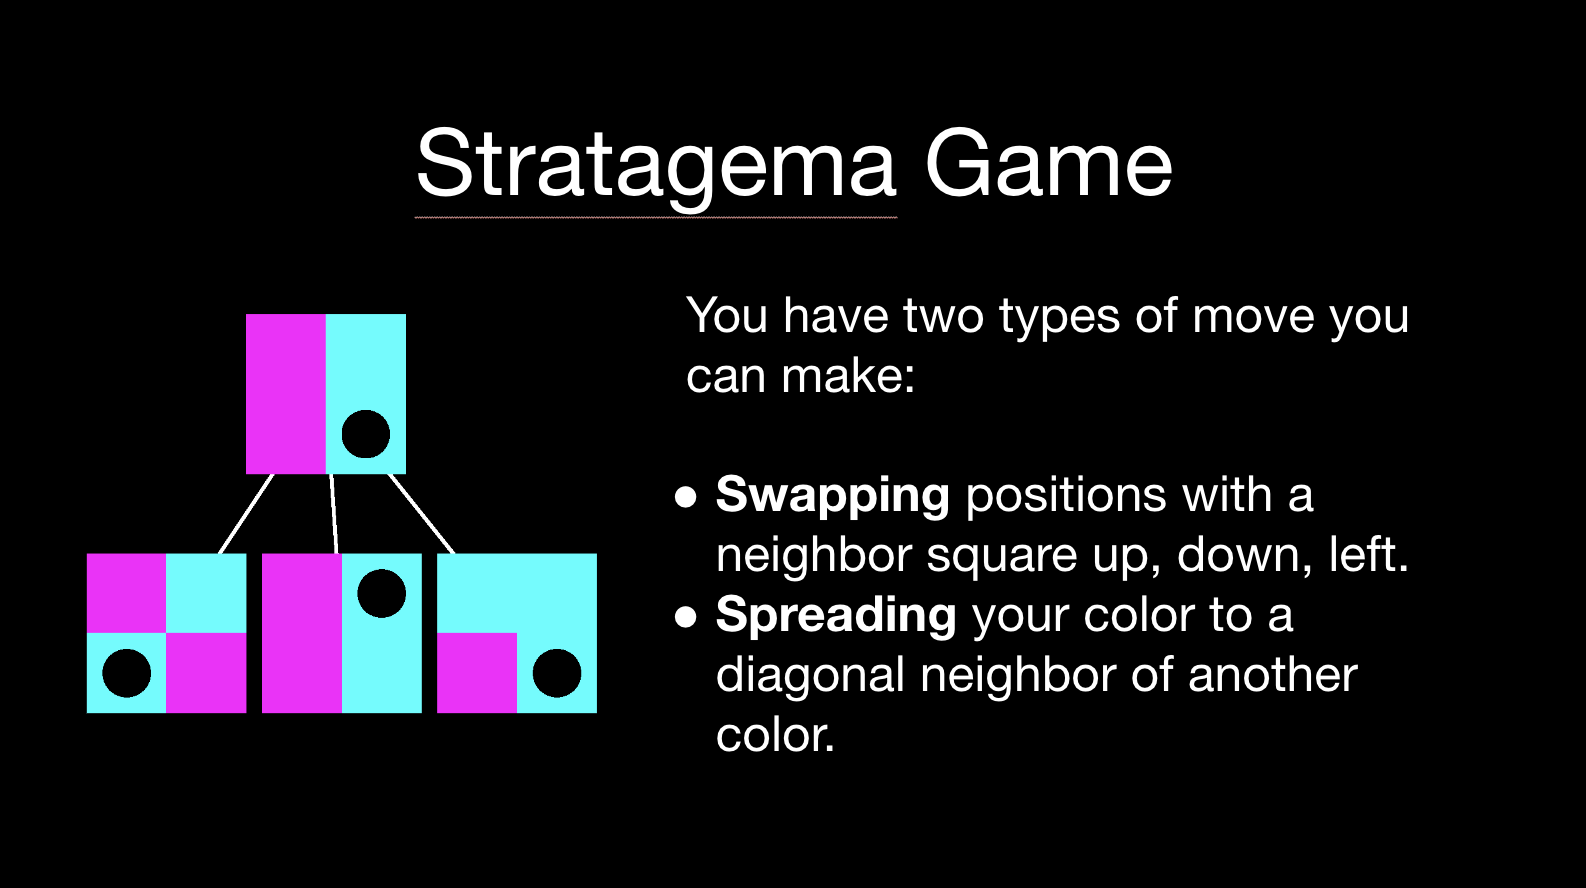 Stratagema Game
You have two types of move you
can make:
● Swapping positions with a
neighbor square up, down, left.
● Spreading your color to a
diagonal neighbor of another
color.